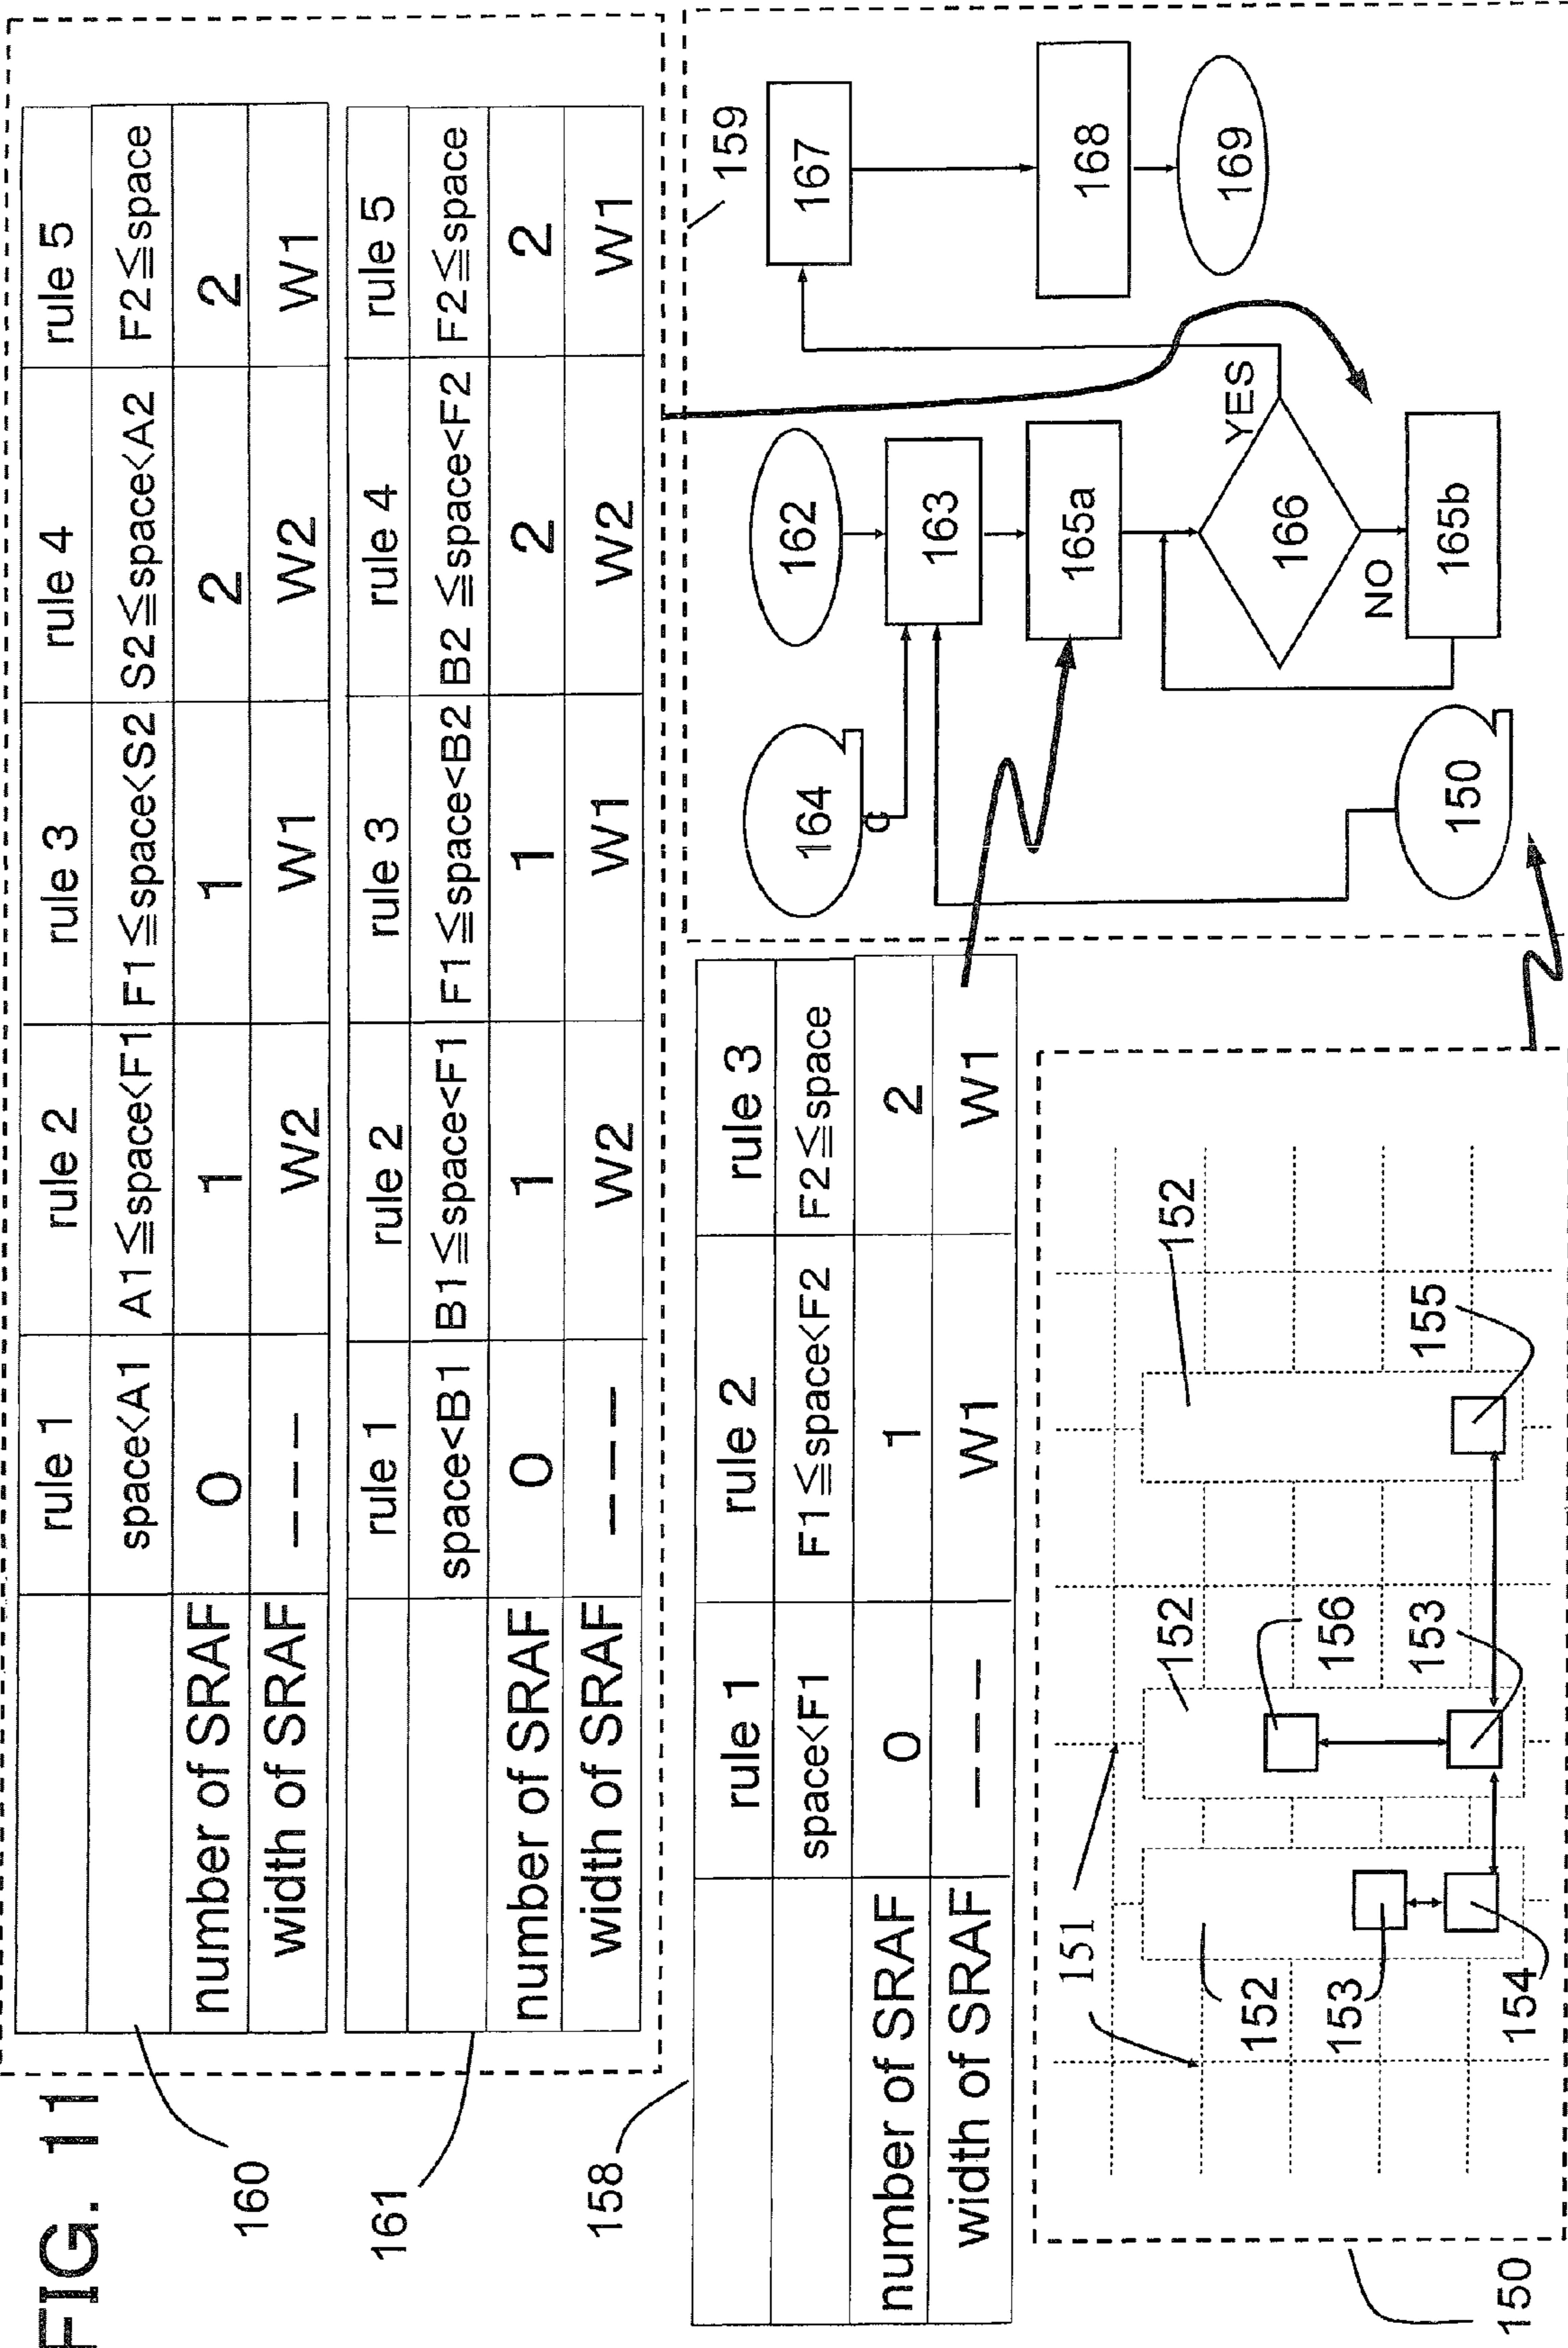 FIG. 11
160
rule 1 rule 2 rule 3 rule 4 rule 5
space<A1 A1≦space<F1 F1≦space<S2 S2≦space<A2 F2≦space
number of SRAF 0 1 1 2 2
width of SRAF --- W2 W1 W2 W1
161
rule 1 rule 2 rule 3 rule 4 rule 5
space<B1 B1≦space<F1 F1≦space<B2 B2≦space<F2 F2≦space
number of SRAF 0 1 1 2 2
width of SRAF --- W2 W1 W2 W1
158
rule 1 rule 2 rule 3
space<F1 F1≦space<F2 F2≦space
number of SRAF 0 1 2
width of SRAF --- W1 W1
159
164
162
167
163
168
165a
169
166
YES
NO
150
165b
150
151
152
152
152
153
156
154
153
155